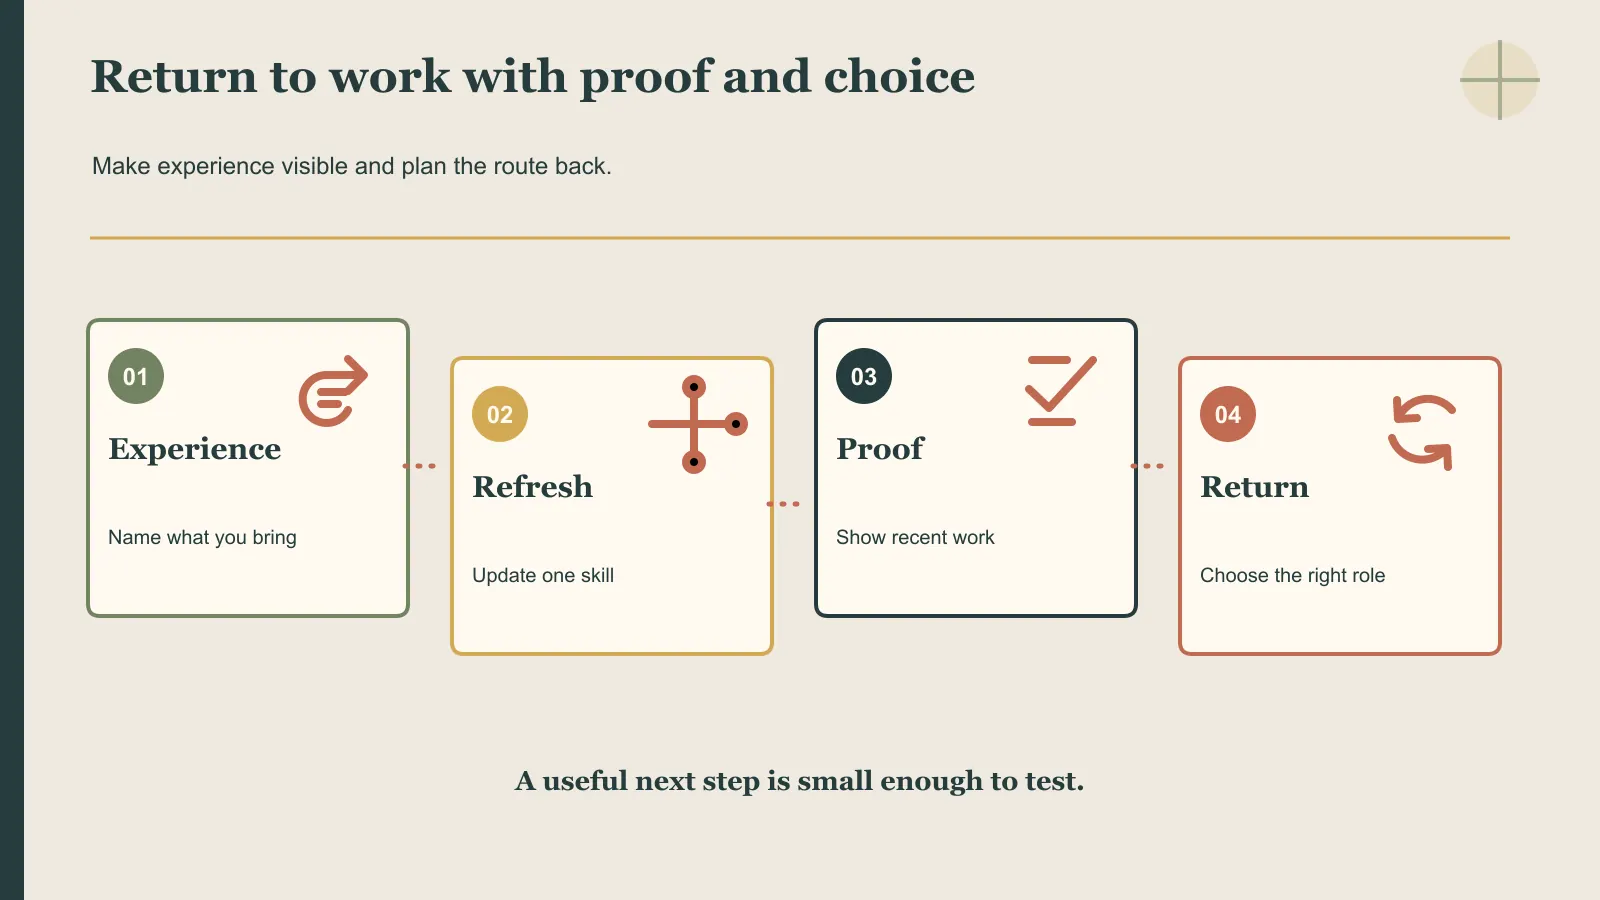 Return to work with proof and choice
Make experience visible and plan the route back.
01
Experience
Name what you bring
02
Refresh
Update one skill
03
Proof
Show recent work
04
Return
Choose the right role
A useful next step is small enough to test.